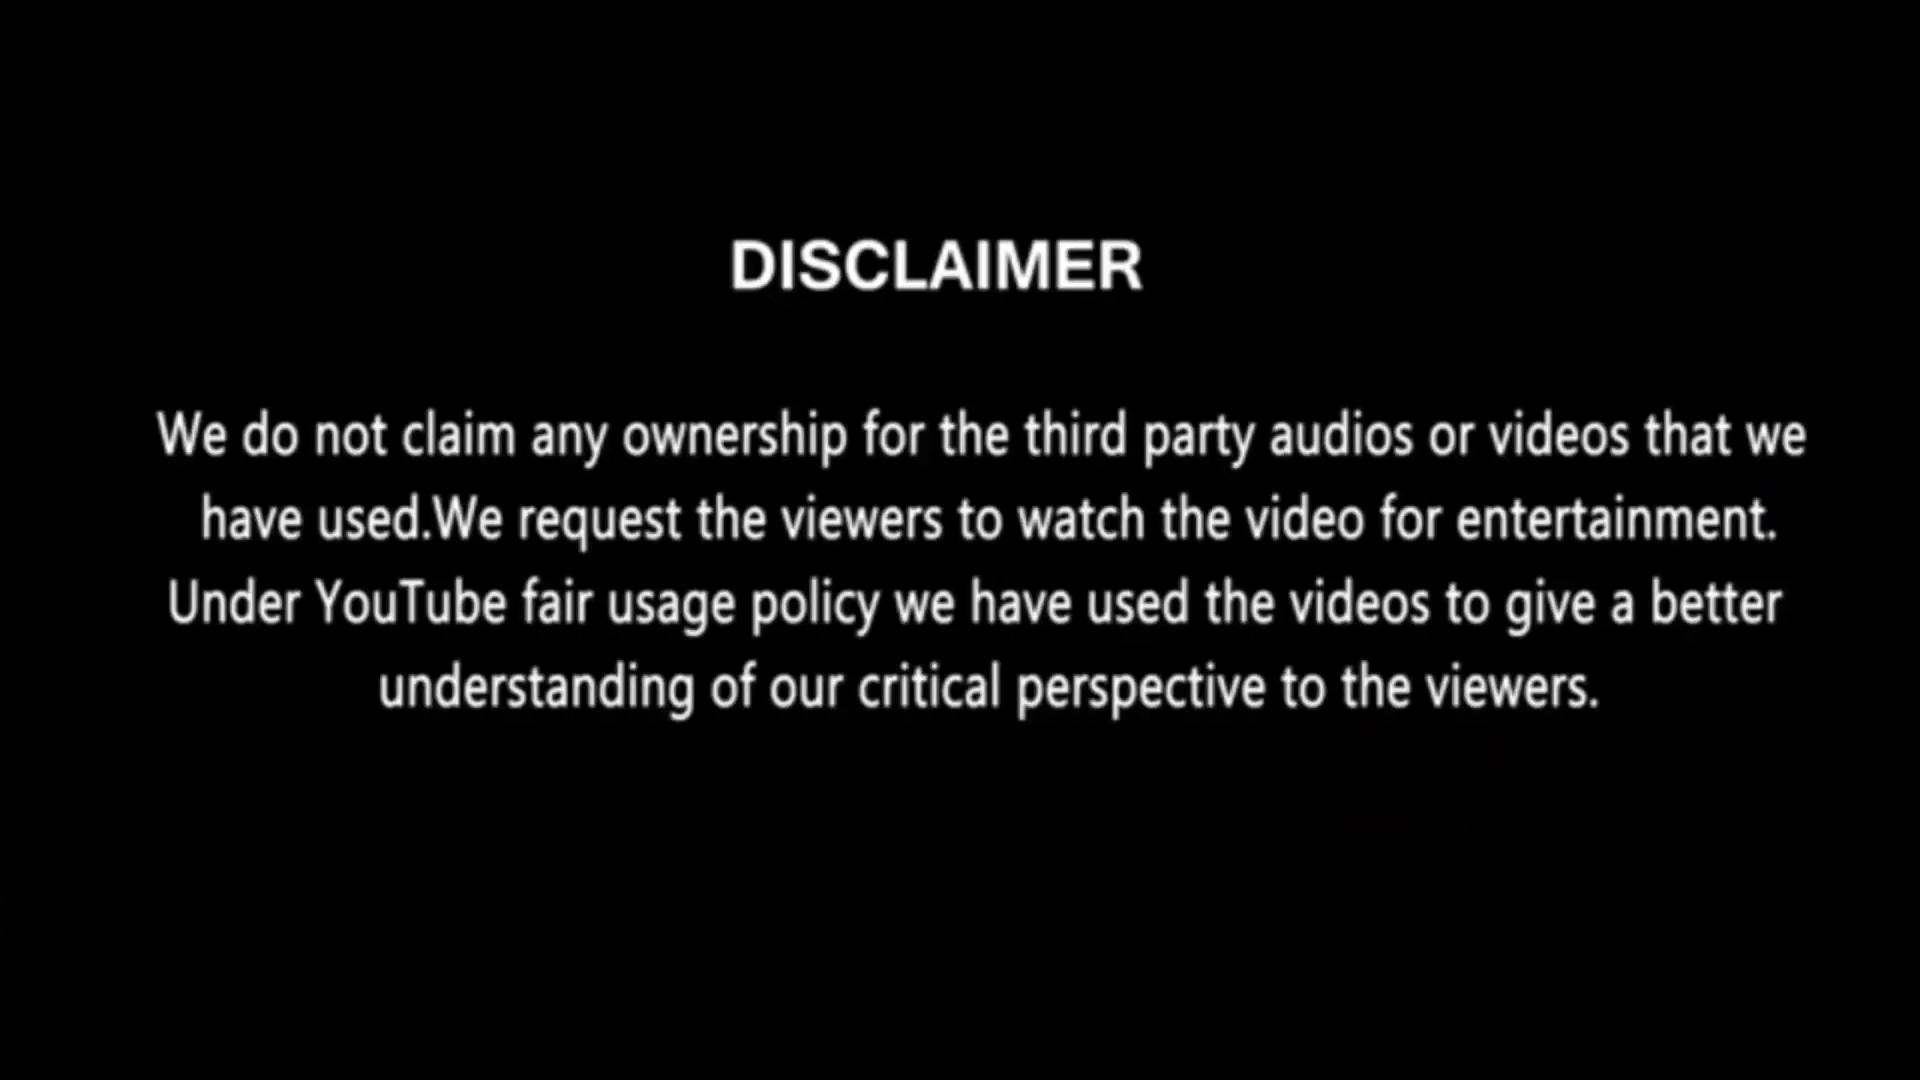 DISCLAIMER
We do not claim any ownership for the third party audios or videos that we
have used.We request the viewers to watch the video for entertainment.
Under YouTube fair usage policy we have used the videos to give a better
understanding of our critical perspective to the viewers.